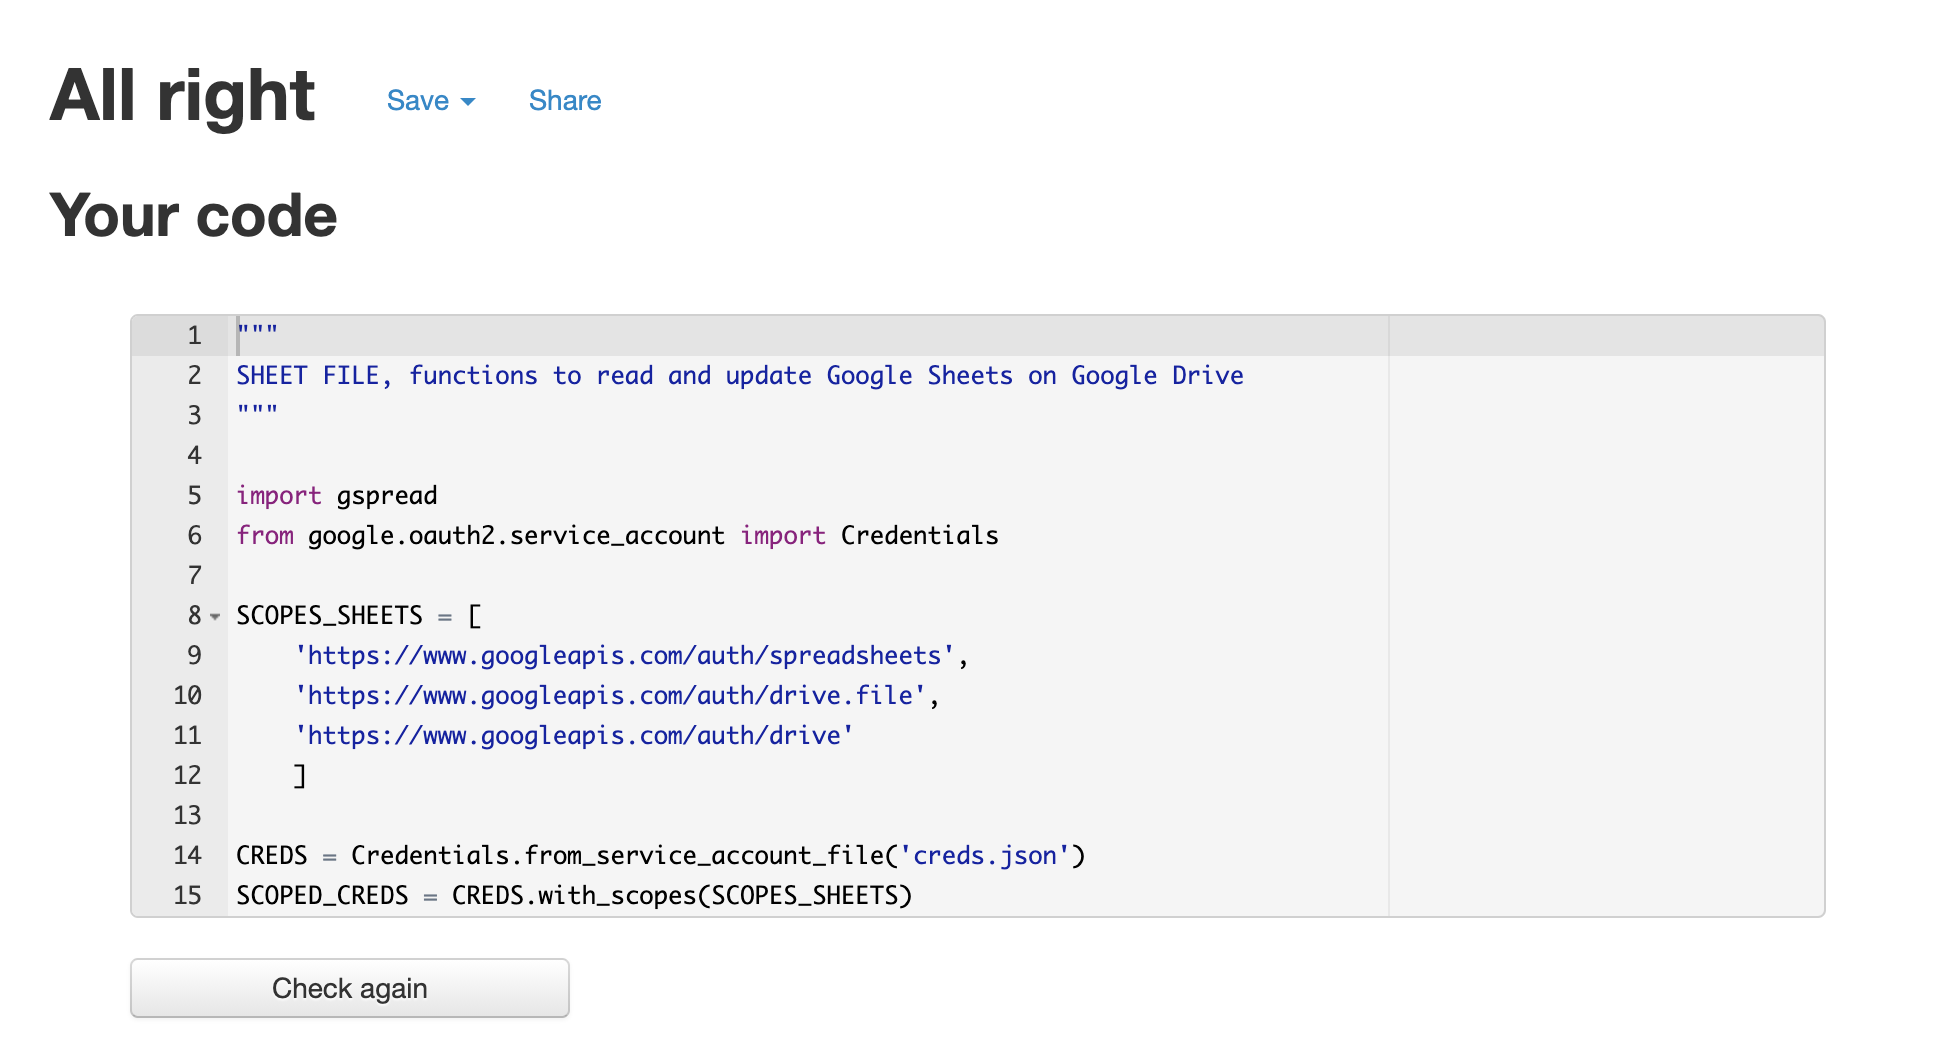 All right Save Share
Your code
1 """
2 SHEET FILE, functions to read and update Google Sheets on Google Drive
3 """
4
5 import gspread
6 from google.oauth2.service_account import Credentials
7
8 SCOPES_SHEETS = [
9     'https://www.googleapis.com/auth/spreadsheets',
10     'https://www.googleapis.com/auth/drive.file',
11     'https://www.googleapis.com/auth/drive'
12     ]
13
14 CREDS = Credentials.from_service_account_file('creds.json')
15 SCOPED_CREDS = CREDS.with_scopes(SCOPES_SHEETS)
Check again